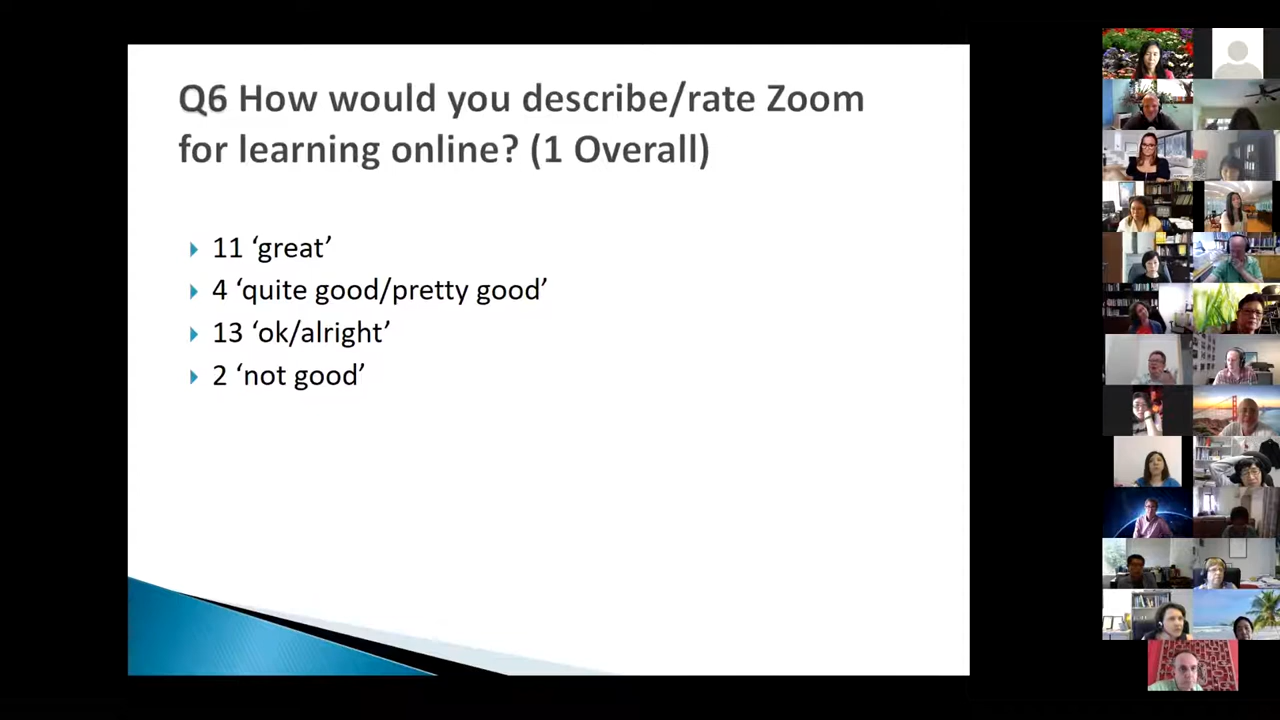 Q6 How would you describe/rate Zoom
for learning online? (1 Overall)
11 ‘great’
4 ‘quite good/pretty good’
13 ‘ok/alright’
2 ‘not good’